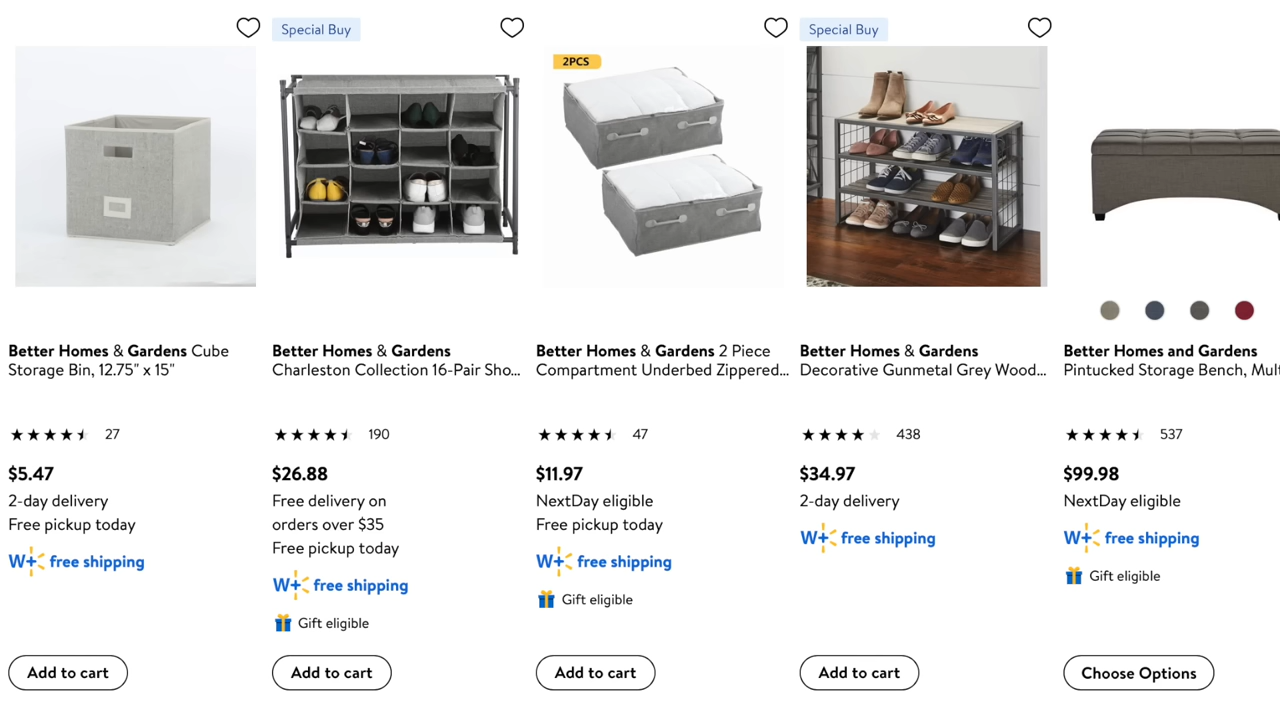 Special Buy
Special Buy
2PCS
Better Homes & Gardens Cube
Storage Bin, 12.75" x 15"
27
$5.47
2-day delivery
Free pickup today
W+ free shipping
Add to cart
Better Homes & Gardens
Charleston Collection 16-Pair Sho...
190
$26.88
Free delivery on
orders over $35
Free pickup today
W+ free shipping
Gift eligible
Add to cart
Better Homes & Gardens 2 Piece
Compartment Underbed Zippered...
47
$11.97
NextDay eligible
Free pickup today
W+ free shipping
Gift eligible
Add to cart
Better Homes & Gardens
Decorative Gunmetal Grey Wood...
438
$34.97
2-day delivery
W+ free shipping
Add to cart
Better Homes and Gardens
Pintucked Storage Bench, Mult
537
$99.98
NextDay eligible
W+ free shipping
Gift eligible
Choose Options